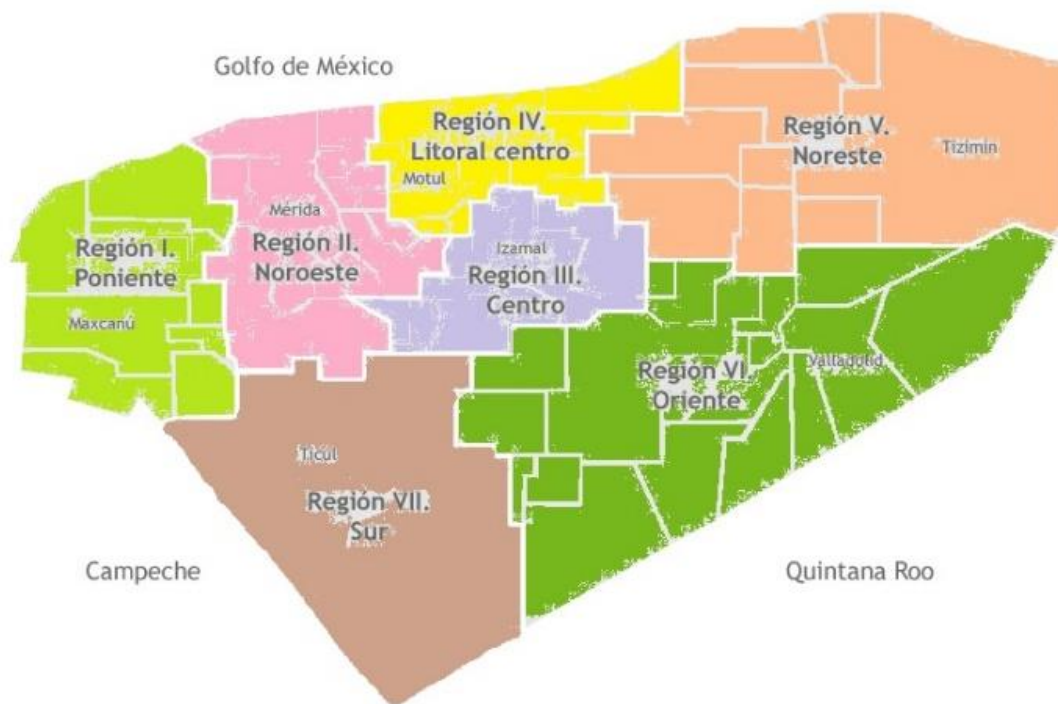 Golfo de México
Región IV.
Litoral centro
Motul
Región V.
Noreste
Tizimin
Mérida
Región II.
Noroeste
Región I.
Poniente
Maxcanú
Izamal
Región III.
Centro
Región VI.
Oriente
Valladolid
Ticul
Región VII.
Sur
Campeche
Quintana Roo